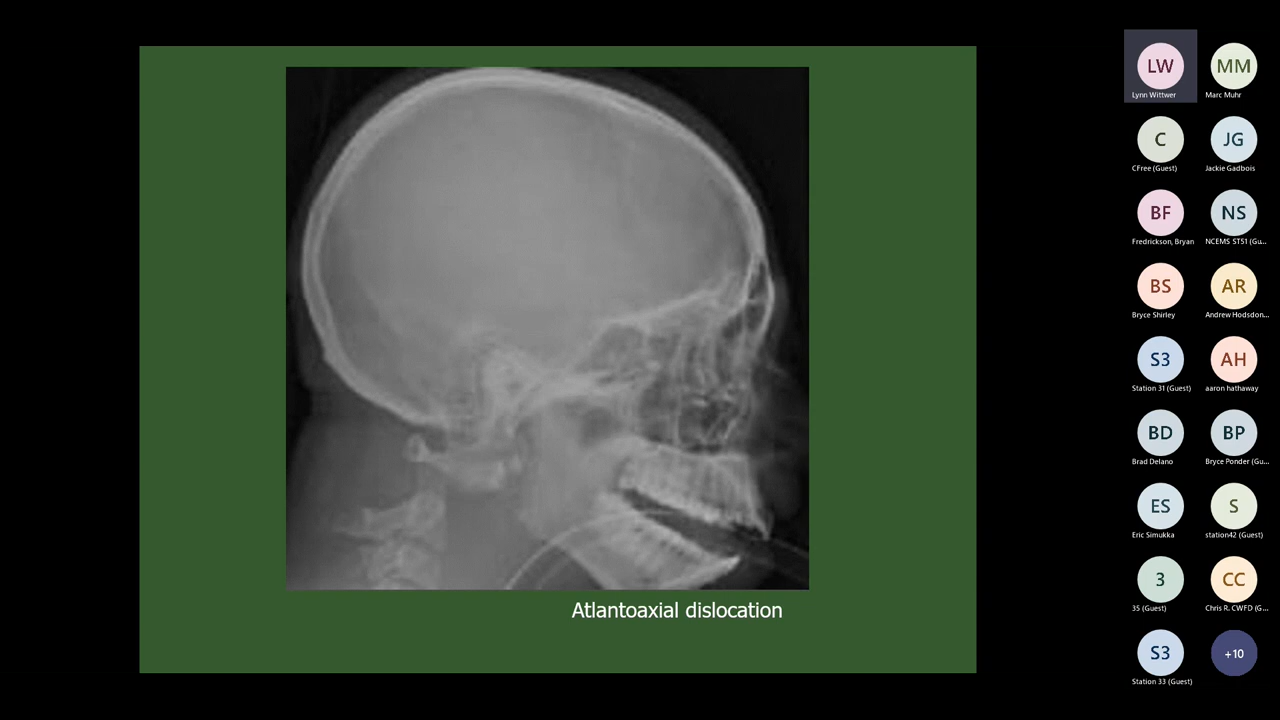 LW
MM
Lynn Wittwer
Marc Muhr
C
JG
CFree (Guest)
Jackie Gadbois
BF
NS
Fredrickson, Bryan
NCEMS ST51 (Gu...
BS
AR
Bryce Shirley
Andrew Hodsdon...
S3
AH
Station 31 (Guest)
aaron hathaway
BD
BP
Brad Delano
Bryce Ponder (Gu...
ES
S
Eric Simukka
station42 (Guest)
3
CC
35 (Guest)
Chris R. CWFD (G...
Atlantoaxial dislocation
S3
+10
Station 33 (Guest)